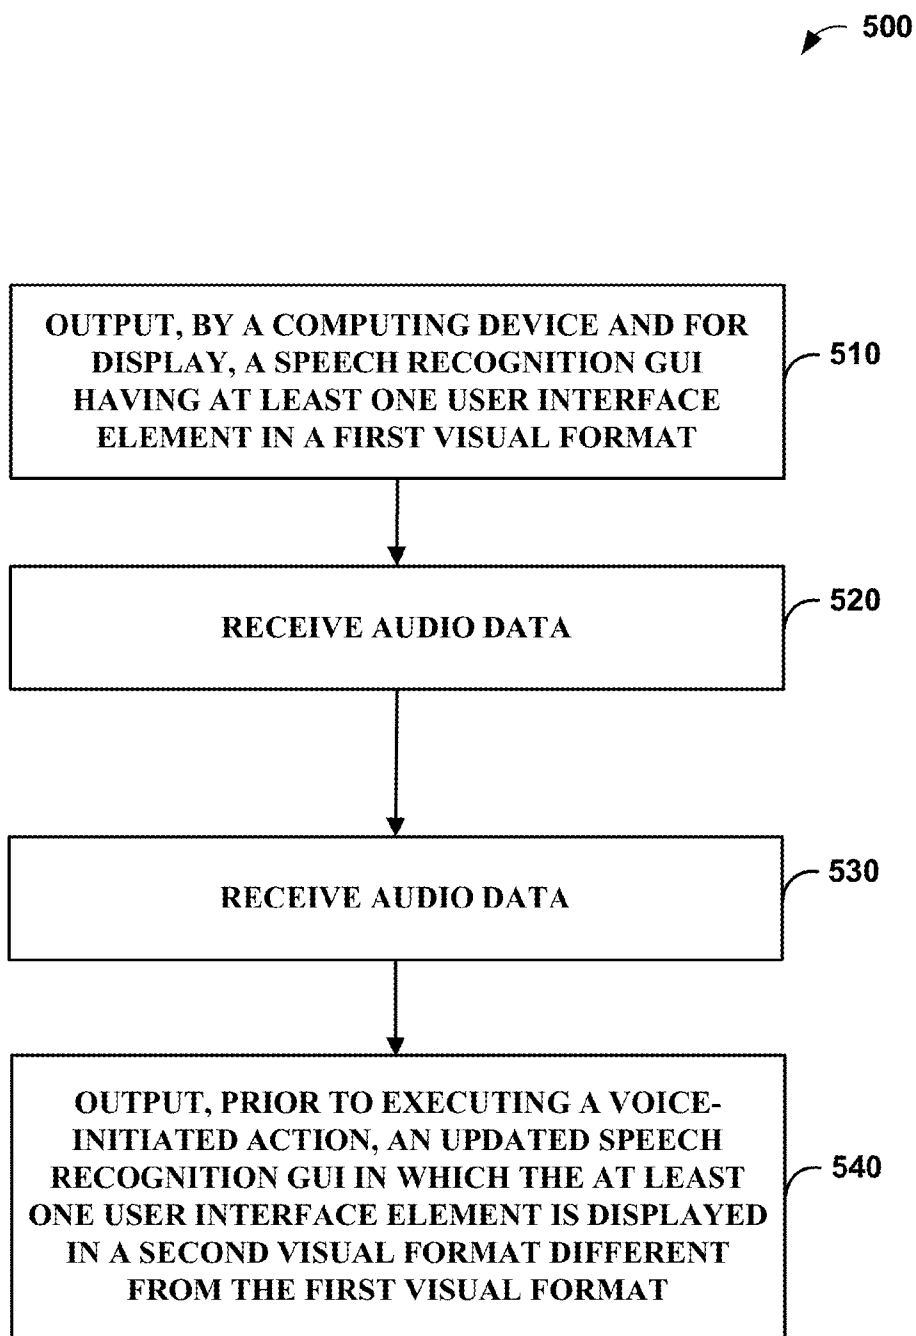 500
OUTPUT, BY A COMPUTING DEVICE AND FOR
DISPLAY, A SPEECH RECOGNITION GUI
HAVING AT LEAST ONE USER INTERFACE
ELEMENT IN A FIRST VISUAL FORMAT
510
RECEIVE AUDIO DATA
520
RECEIVE AUDIO DATA
530
OUTPUT, PRIOR TO EXECUTING A VOICE-
INITIATED ACTION, AN UPDATED SPEECH
RECOGNITION GUI IN WHICH THE AT LEAST
ONE USER INTERFACE ELEMENT IS DISPLAYED
IN A SECOND VISUAL FORMAT DIFFERENT
FROM THE FIRST VISUAL FORMAT
540